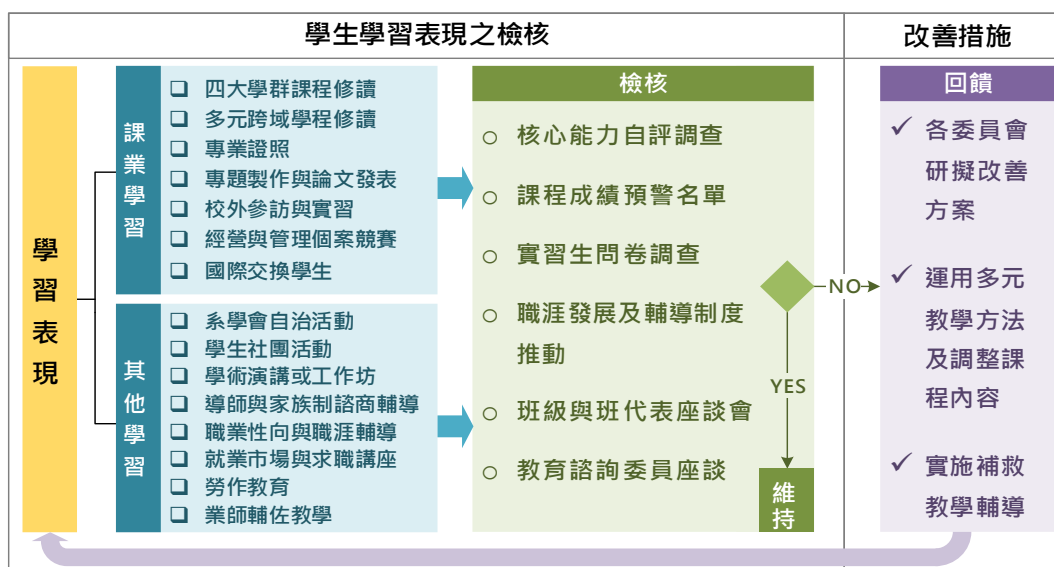 學生學習表現之檢核
改善措施
學習表現
課業學習
四大學群課程修讀
多元跨域學程修讀
專業證照
專題製作與論文發表
校外參訪與實習
經營與管理個案競賽
國際交換學生
其他學習
系學會自治活動
學生社團活動
學術演講或工作坊
導師與家族制諮商輔導
職業性向與職涯輔導
就業市場與求職講座
勞作教育
業師輔佐教學
檢核
核心能力自評調查
課程成績預警名單
實習生問卷調查
職涯發展及輔導制度
推動
班級與班代表座談會
教育諮詢委員座談
NO
YES
維持
回饋
各委員會
研擬改善
方案
運用多元
教學方法
及調整課
程內容
實施補救
教學輔導